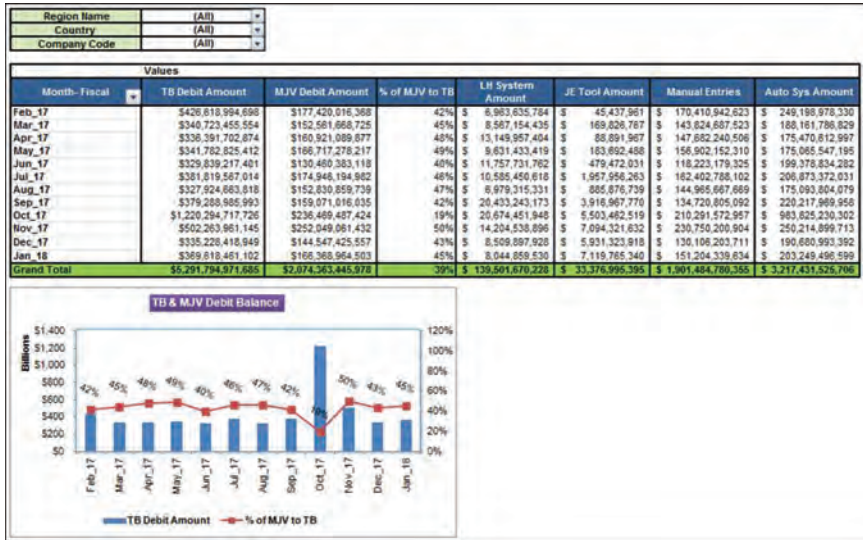 Region Name (All)
Country (All)
Company Code (All)
Values
Month- Fiscal TB Debit Amount MJV Debit Amount % of MJV to TB LH System Amount JE Tool Amount Manual Entries Auto Sys Amount
Feb_17 $426,618,994,698 $177,420,016,368 42% $ 6,963,635,784 $ 45,437,961 $ 170,410,942,623 $ 249,198,978,330
Mar_17 $340,723,455,554 $152,561,668,725 45% $ 8,567,154,435 $ 169,826,767 $ 143,824,687,523 $ 188,161,786,829
Apr_17 $336,391,702,874 $160,921,089,877 48% $ 13,149,957,404 $ 88,891,967 $ 147,682,240,506 $ 175,470,612,997
May_17 $341,782,825,412 $166,717,278,217 49% $ 9,631,433,419 $ 183,692,488 $ 156,902,152,310 $ 175,065,547,195
Jun_17 $329,839,217,401 $130,460,383,118 40% $ 11,757,731,762 $ 479,472,031 $ 118,223,179,325 $ 199,378,834,282
Jul_17 $381,819,567,014 $174,946,194,982 46% $ 10,585,450,618 $ 1,957,956,263 $ 162,402,788,102 $ 206,873,372,031
Aug_17 $327,924,663,818 $152,830,859,739 47% $ 6,979,315,331 $ 885,876,739 $ 144,965,667,669 $ 175,093,804,079
Sep_17 $379,288,985,993 $159,071,016,035 42% $ 20,433,243,173 $ 3,916,967,770 $ 134,720,805,092 $ 220,217,969,958
Oct_17 $1,220,294,717,726 $236,469,487,424 19% $ 20,674,451,948 $ 5,503,462,519 $ 210,291,572,957 $ 983,825,230,302
Nov_17 $502,263,961,145 $252,049,061,432 50% $ 14,204,538,896 $ 7,094,321,632 $ 230,750,200,904 $ 250,214,899,713
Dec_17 $335,228,418,949 $144,547,425,557 43% $ 8,509,897,928 $ 5,931,323,918 $ 130,106,203,711 $ 190,680,993,392
Jan_18 $369,618,461,102 $166,368,964,503 45% $ 8,044,859,530 $ 7,119,765,340 $ 151,204,339,634 $ 203,249,496,599
Grand Total $5,291,794,971,685 $2,074,363,445,978 39% $ 139,501,670,228 $ 33,376,995,395 $ 1,901,484,780,355 $ 3,217,431,525,706
TB & MJV Debit Balance
Billions
$1,400 120%
$1,200 100%
$1,000 80%
$800 60%
$600 40%
$400 20%
$200 0%
$0
42% 45% 48% 49% 40% 46% 47% 42% 19% 50% 43% 45%
Feb_17 Mar_17 Apr_17 May_17 Jun_17 Jul_17 Aug_17 Sep_17 Oct_17 Nov_17 Dec_17 Jan_18
TB Debit Amount % of MJV to TB